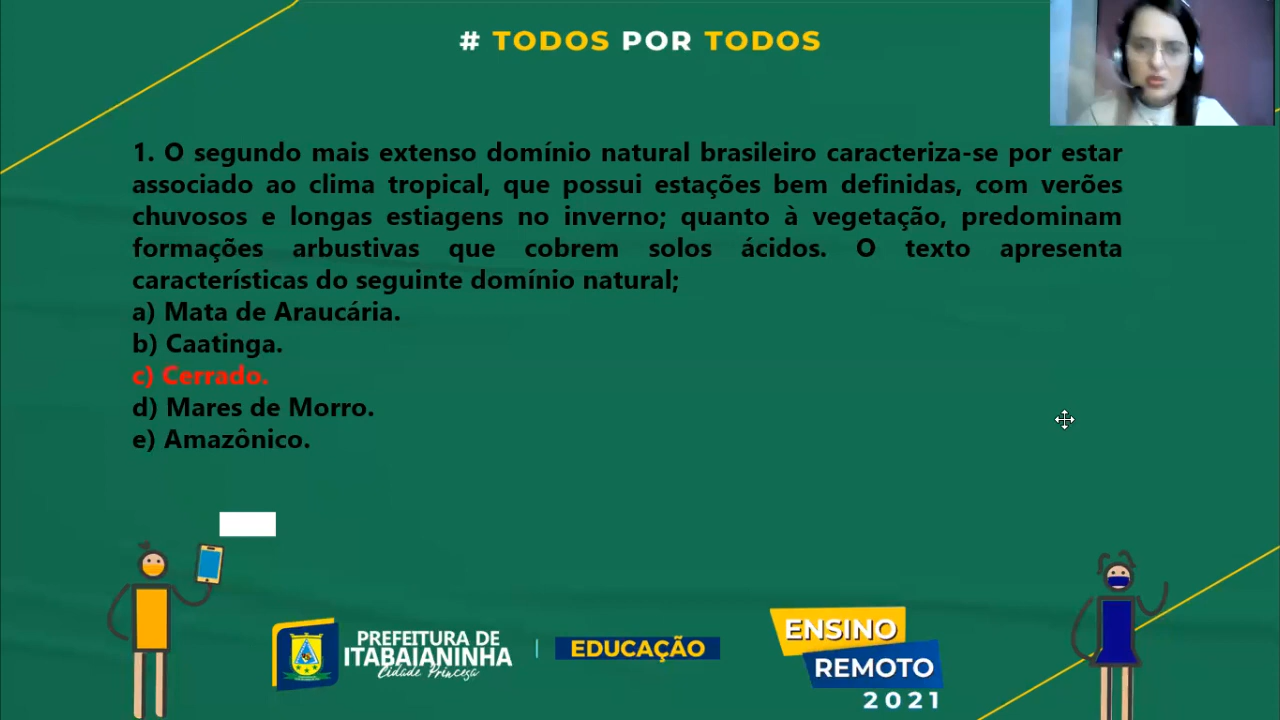 # TODOS POR TODOS
1. O segundo mais extenso domínio natural brasileiro caracteriza-se por estar
associado ao clima tropical, que possui estações bem definidas, com verões
chuvosos e longas estiagens no inverno; quanto à vegetação, predominam
formações arbustivas que cobrem solos ácidos. O texto apresenta
características do seguinte domínio natural;
a) Mata de Araucária.
b) Caatinga.
c) Cerrado.
d) Mares de Morro.
e) Amazônico.
PREFEITURA DE
ITABAIANINHA
Cidade Princesa
EDUCAÇÃO
ENSINO
REMOTO
2021